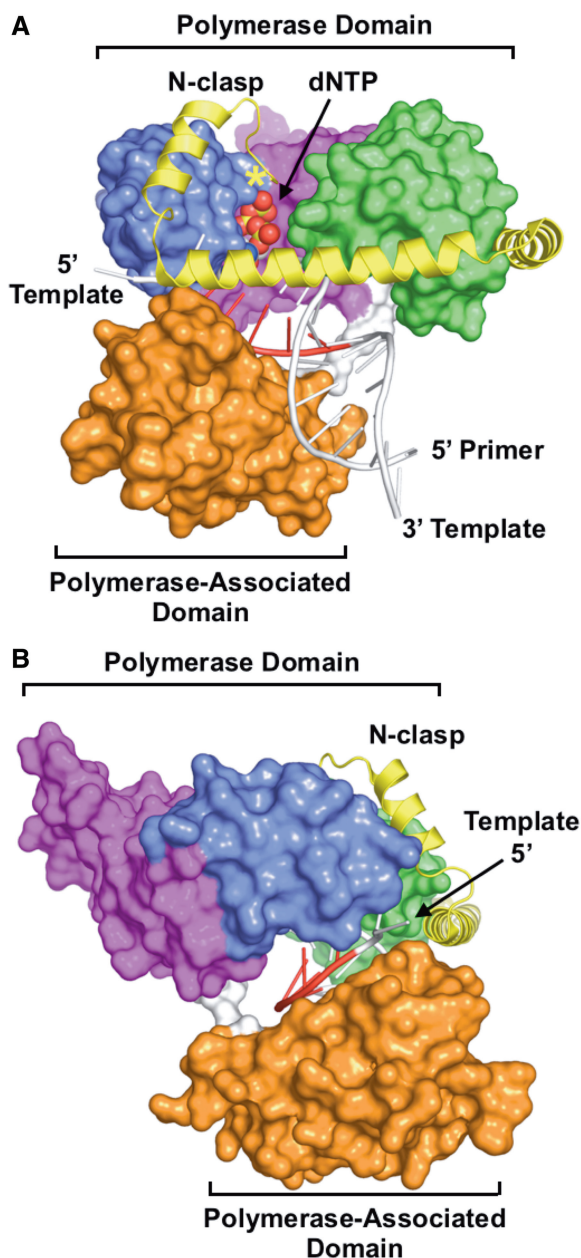 A
Polymerase Domain
N-clasp
dNTP
*
5’
Template
5’ Primer
3’ Template
Polymerase-Associated
Domain
B
Polymerase Domain
N-clasp
Template
5’
Polymerase-Associated
Domain